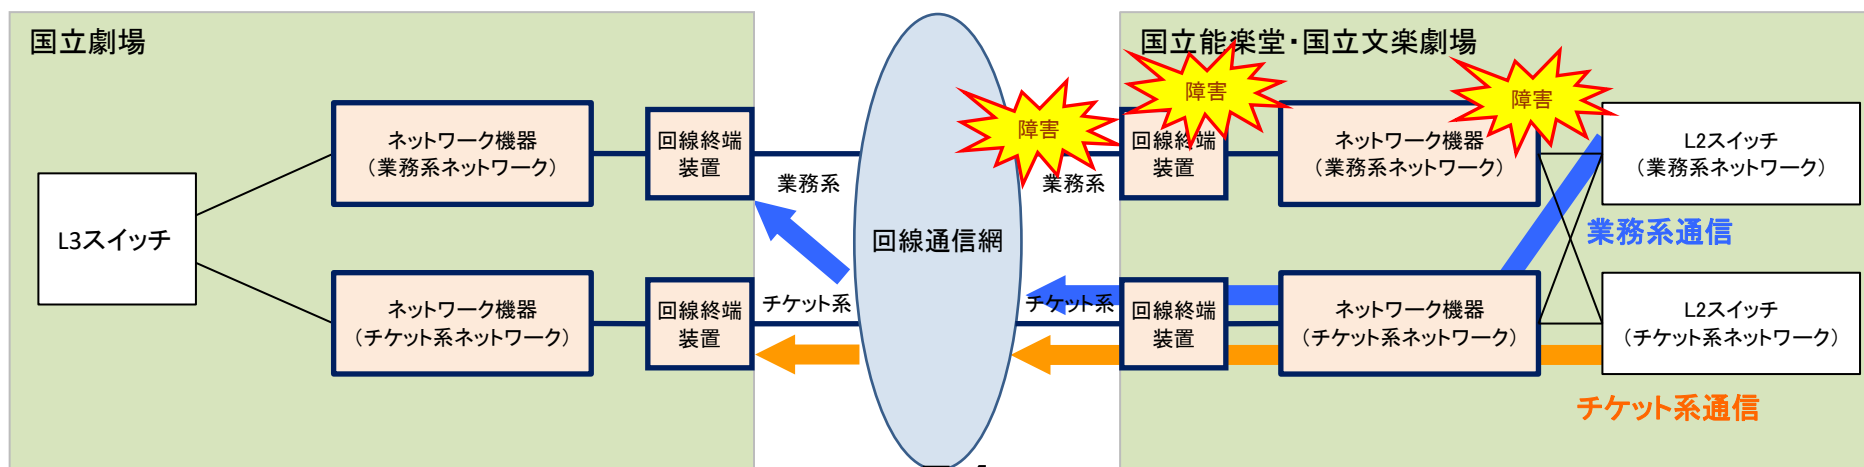 国立劇場
国立能楽堂・国立文楽劇場
障害
障害
障害
ネットワーク機器
（業務系ネットワーク）
回線終端
装置
業務系
業務系
回線終端
装置
ネットワーク機器
（業務系ネットワーク）
L2スイッチ
（業務系ネットワーク）
L3スイッチ
回線通信網
業務系通信
ネットワーク機器
（チケット系ネットワーク）
回線終端
装置
チケット系
チケット系
回線終端
装置
ネットワーク機器
（チケット系ネットワーク）
L2スイッチ
（チケット系ネットワーク）
チケット系通信